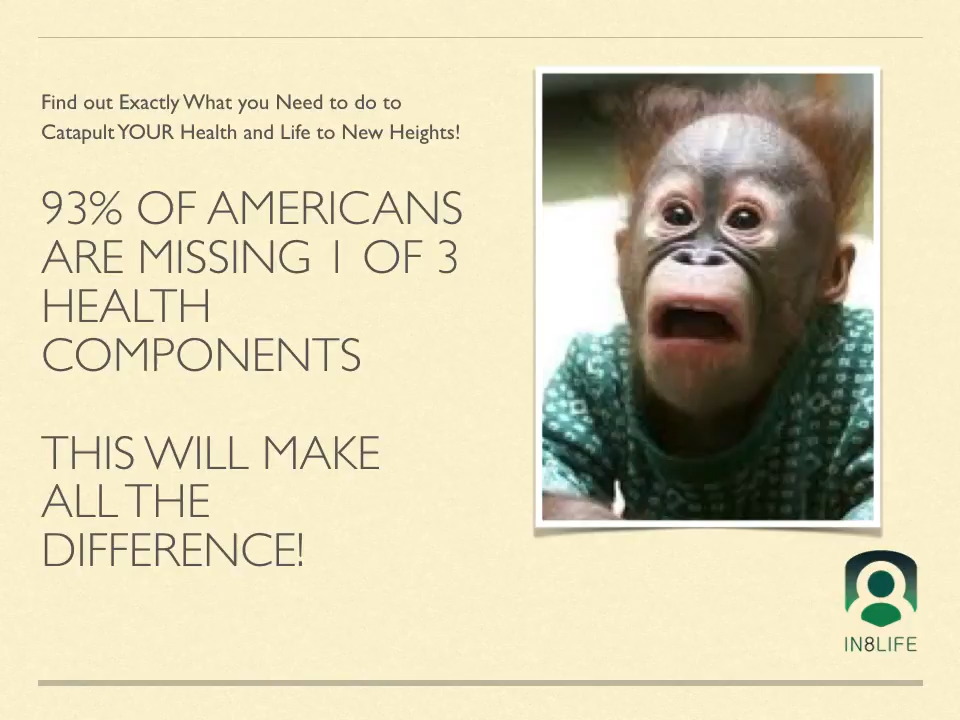 Find out Exactly What you Need to do to
Catapult YOUR Health and Life to New Heights!
93% OF AMERICANS
ARE MISSING 1 OF 3
HEALTH
COMPONENTS
THIS WILL MAKE
ALL THE
DIFFERENCE!
IN8LIFE